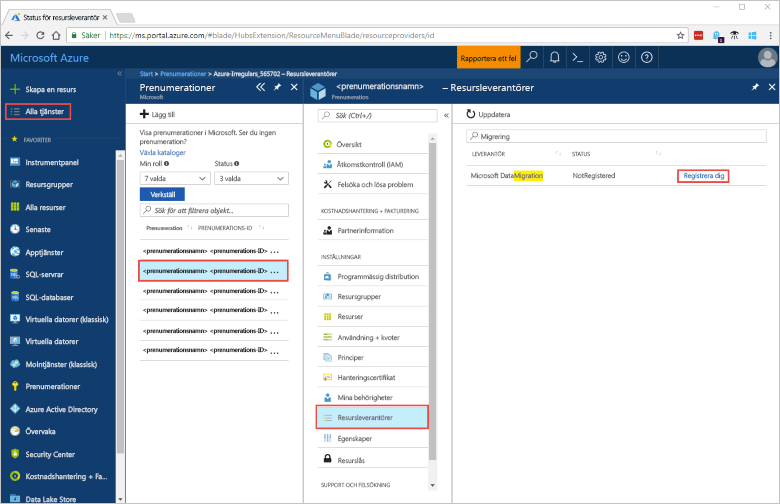 Status för resursleverantör
Säker
https://ms.portal.azure.com/#blade/HubsExtension/ResourceMenuBlade/resourceproviders/id
Microsoft Azure
Rapportera ett fel
Skapa en resurs
Alla tjänster
FAVORITER
Instrumentpanel
Resursgrupper
Alla resurser
Senaste
Apptjänster
SQL-servrar
SQL-databaser
Virtuella datorer (klassisk)
Virtuella datorer
Molntjänster (klassisk)
Prenumerationer
Azure Active Directory
Övervaka
Security Center
Kostnadshantering + Fa...
Data Lake Store
Start > Prenumerationer > Azure-Irregulars_565702 – Resursleverantörer
Prenumerationer
Microsoft
Lägg till
Visa prenumerationer i Microsoft. Ser du ingen
prenumeration?
Växla kataloger
Min roll Status
7 valda 3 valda
Verkställ
Sök för att filtrera objekt...
Prenumeration PRENUMERATIONS-ID
<prenumerationsnamn> <prenumerations-ID> ...
<prenumerationsnamn> <prenumerations-ID> ...
<prenumerationsnamn> <prenumerations-ID> ...
<prenumerationsnamn> <prenumerations-ID> ...
<prenumerationsnamn> <prenumerations-ID> ...
<prenumerationsnamn> <prenumerations-ID> ...
<prenumerationsnamn> – Resursleverantörer
Prenumeration
Sök (Ctrl+/)
Översikt
Åtkomstkontroll (IAM)
Felsöka och lösa problem
KOSTNADSHANTERING + FAKTURERING
Partnerinformation
INSTÄLLNINGAR
Programmässig distribution
Resursgrupper
Resurser
Användning + kvoter
Principer
Hanteringscertifikat
Mina behörigheter
Resursleverantörer
Egenskaper
Resurslås
SUPPORT OCH FELSÖKNING
Uppdatera
Migrering
LEVERANTÖR STATUS
Microsoft DataMigration NotRegistered Registrera dig